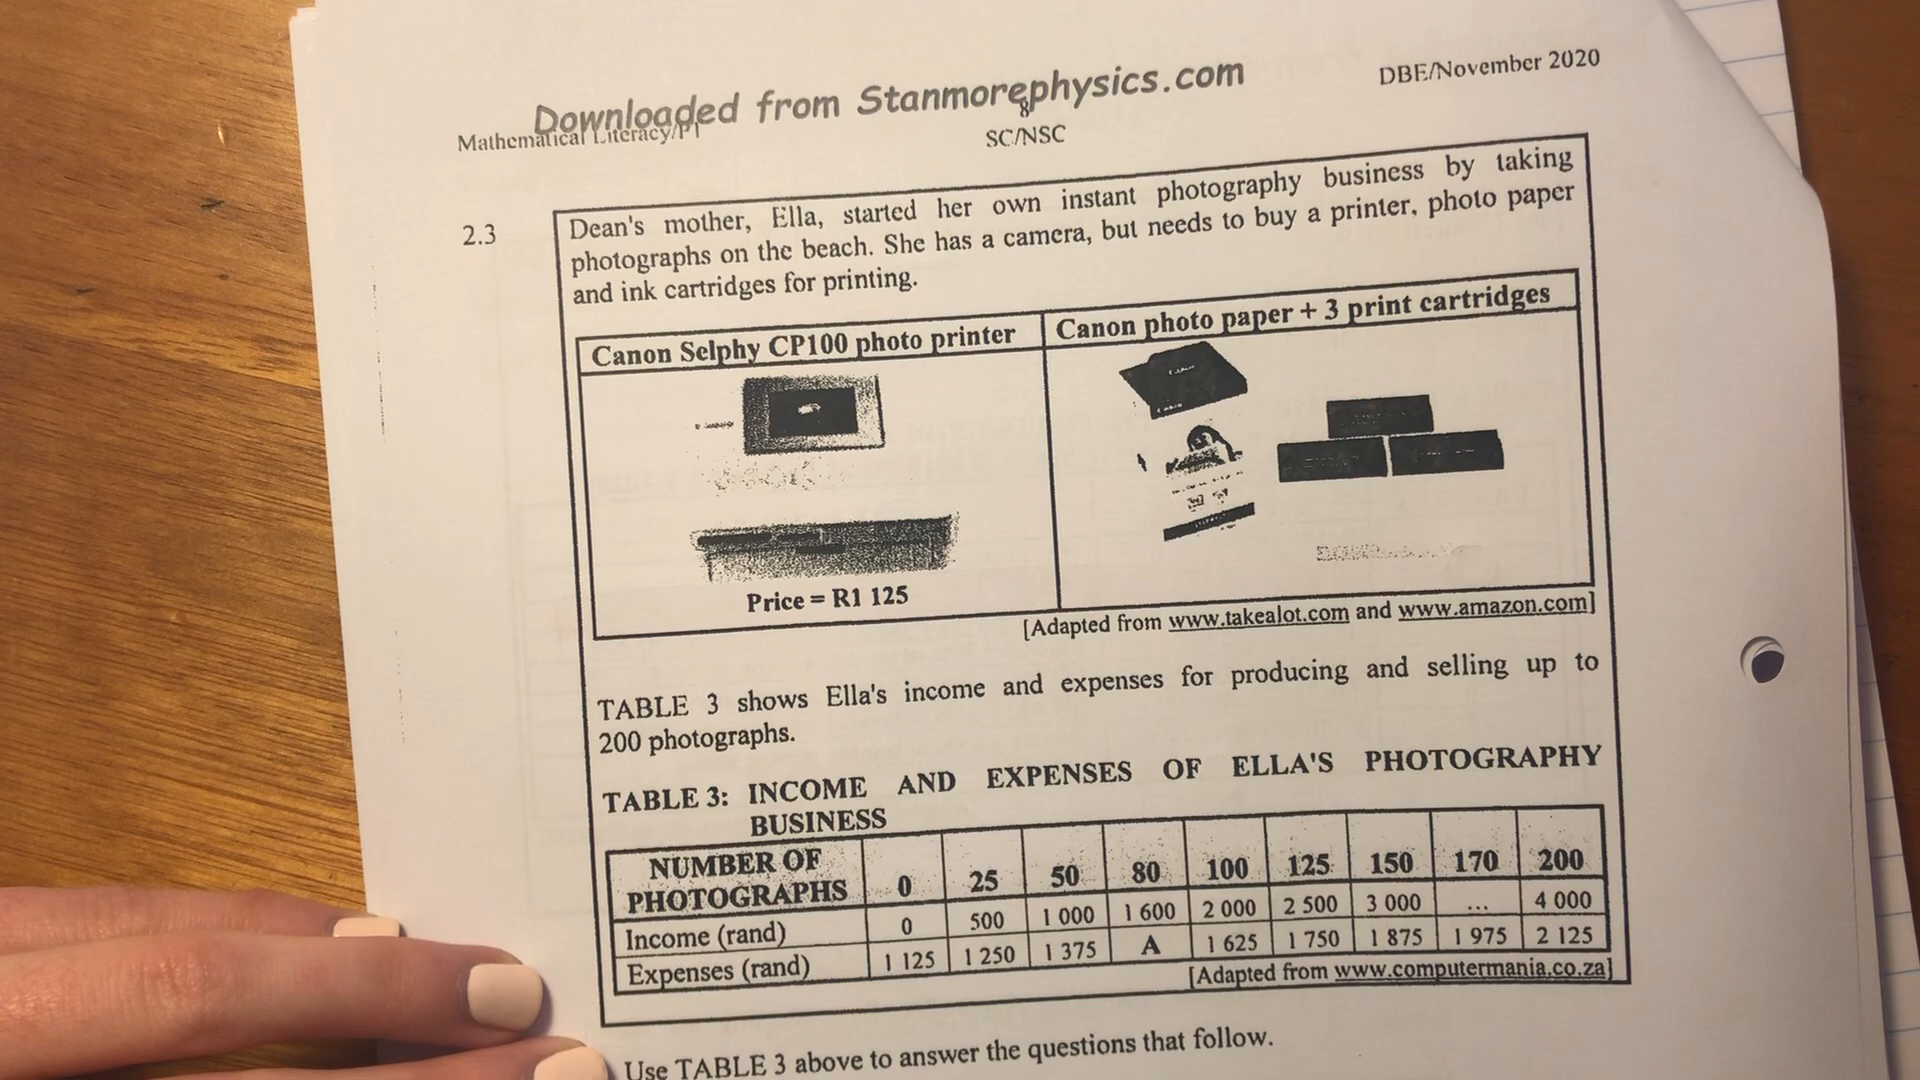 Downloaded from Stanmorephysics.com
DBE/November 2020
Mathematical Literacy/P1
8
SC/NSC
2.3
Dean's mother, Ella, started her own instant photography business by taking
photographs on the beach. She has a camera, but needs to buy a printer, photo paper
and ink cartridges for printing.
Canon Selphy CP100 photo printer Canon photo paper + 3 print cartridges
Price = R1 125
[Adapted from www.takealot.com and www.amazon.com]
TABLE 3 shows Ella's income and expenses for producing and selling up to
200 photographs.
TABLE 3: INCOME AND EXPENSES OF ELLA'S PHOTOGRAPHY
BUSINESS
NUMBER OF
PHOTOGRAPHS 0 25 50 80 100 125 150 170 200
Income (rand) 0 500 1 000 1 600 2 000 2 500 3 000 ... 4 000
Expenses (rand) 1 125 1 250 1 375 A 1 625 1 750 1 875 1 975 2 125
[Adapted from www.computermania.co.za]
Use TABLE 3 above to answer the questions that follow.